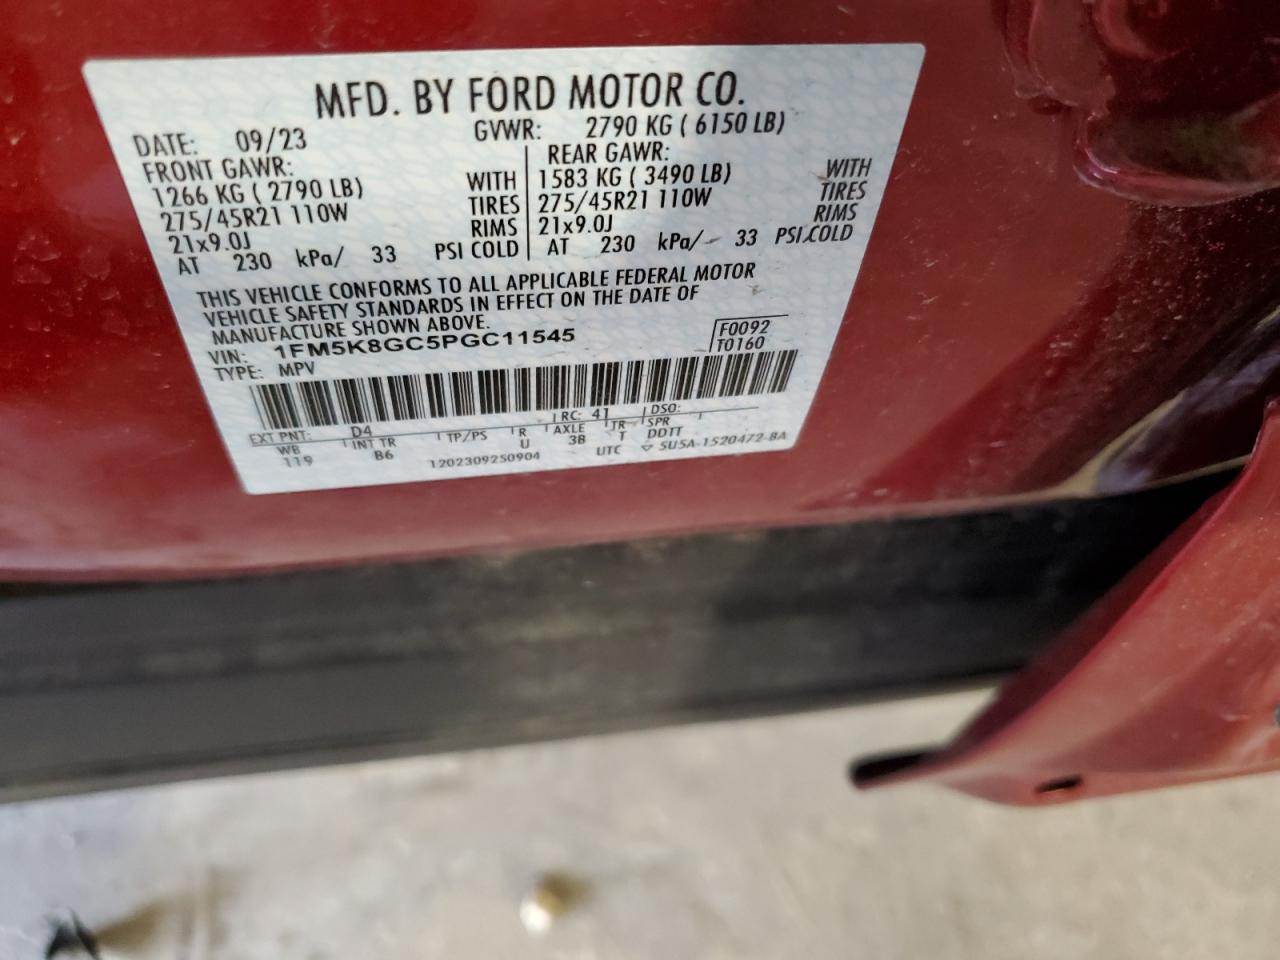 MFD. BY FORD MOTOR CO.
DATE: 09/23 GVWR: 2790 KG ( 6150 LB)
FRONT GAWR: REAR GAWR:
1266 KG ( 2790 LB) WITH 1583 KG ( 3490 LB) WITH
275/45R21 110W TIRES 275/45R21 110W TIRES
21x9.0J RIMS 21x9.0J RIMS
AT 230 kPa/ 33 PSI COLD AT 230 kPa/ 33 PSI COLD
THIS VEHICLE CONFORMS TO ALL APPLICABLE FEDERAL MOTOR
VEHICLE SAFETY STANDARDS IN EFFECT ON THE DATE OF
MANUFACTURE SHOWN ABOVE.
VIN: 1FM5K8GC5PGC11545 F0092
TYPE: MPV T0160
EXT PNT: D4 RC: 41 DSO:
WB INT TR TP/PS R AXLE TR SPR
119 B6 U 3B T DDTT
1202309250904 UTC ▽ 5U5A-1520472-BA